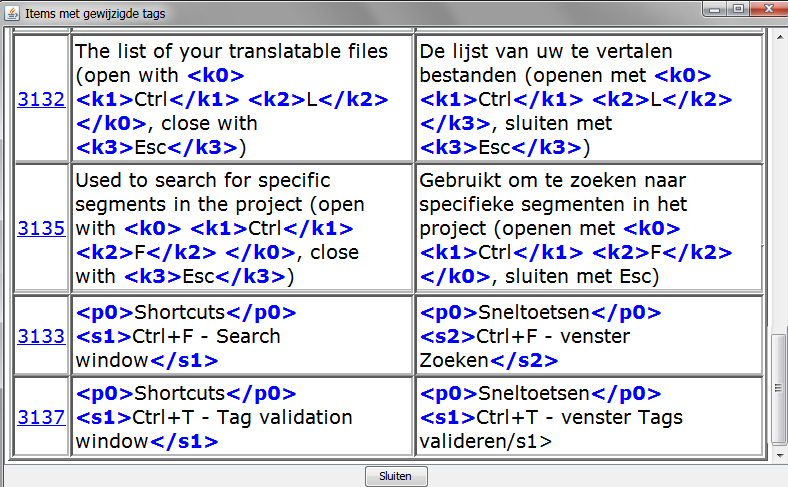 Items met gewijzigde tags
3132
The list of your translatable files
(open with <k0>
<k1>Ctrl</k1> <k2>L</k2>
</k0>, close with
<k3>Esc</k3>)
De lijst van uw te vertalen
bestanden (openen met <k0>
<k1>Ctrl</k1> <k2>L</k2>
</k3>, sluiten met
<k3>Esc</k3>)
3135
Used to search for specific
segments in the project (open
with <k0> <k1>Ctrl</k1>
<k2>F</k2> </k0>, close
with <k3>Esc</k3>)
Gebruikt om te zoeken naar
specifieke segmenten in het
project (openen met <k0>
<k1>Ctrl</k1> <k2>F</k2>
</k0>, sluiten met Esc)
3133
<p0>Shortcuts</p0>
<s1>Ctrl+F - Search
window</s1>
<p0>Sneltoetsen</p0>
<s2>Ctrl+F - venster
Zoeken</s2>
3137
<p0>Shortcuts</p0>
<s1>Ctrl+T - Tag validation
window</s1>
<p0>Sneltoetsen</p0>
<s1>Ctrl+T - venster Tags
valideren/s1>
Sluiten